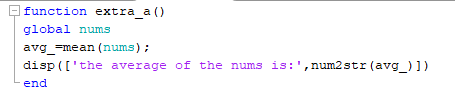 function extra_a()
global nums
avg_=mean(nums);
disp(['the average of the nums is:',num2str(avg_)])
end